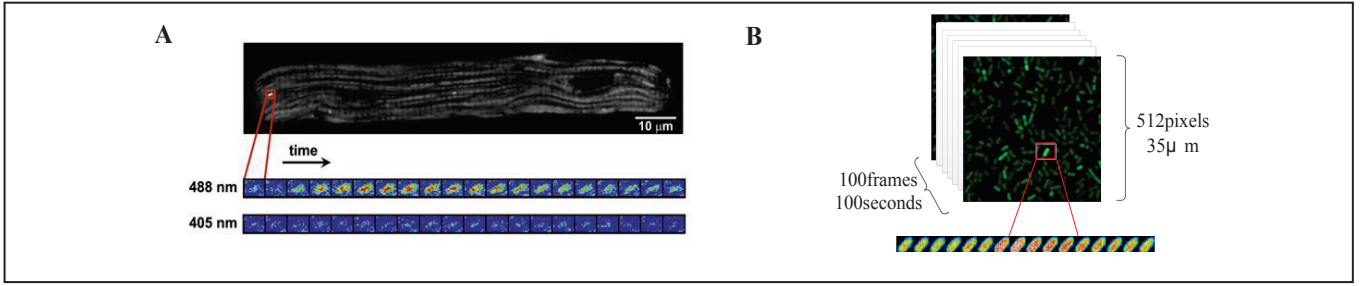 A
10 μm
time
488 nm
405 nm
B
512pixels
35μ m
100frames
100seconds